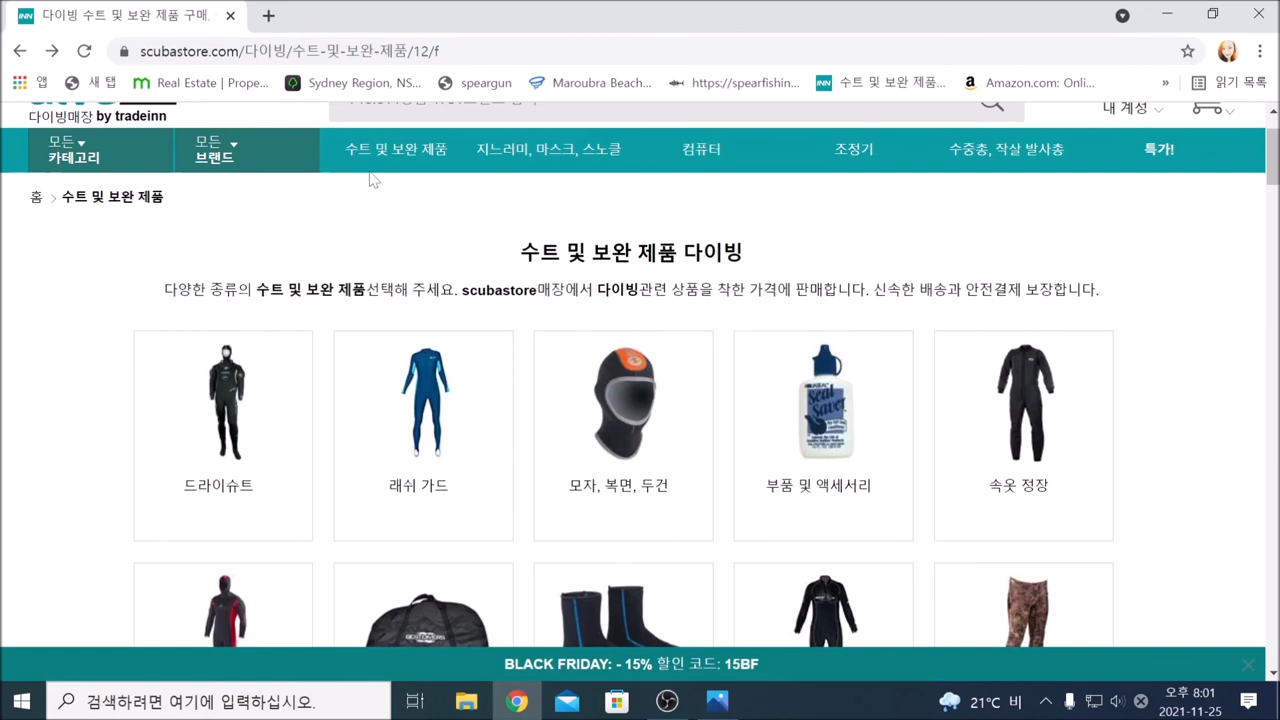 다이빙 수트 및 보완 제품 구매.
scubastore.com/다이빙/수트-및-보완-제품/12/f
앱
새 탭
Real Estate | Prope...
Sydney Region, NS...
speargun
Maroubra Beach...
https://spearfishin...
수트 및 보완 제품...
Amazon.com: Onli...
»
읽기 목록
다이빙매장 by tradeinn
내 계정
모든
카테고리
모든
브랜드
수트 및 보완 제품
지느러미, 마스크, 스노클
컴퓨터
조정기
수중총, 작살 발사총
특가!
홈 > 수트 및 보완 제품
수트 및 보완 제품 다이빙
다양한 종류의 수트 및 보완 제품선택해 주세요. scubastore매장에서 다이빙관련 상품을 착한 가격에 판매합니다. 신속한 배송과 안전결제 보장합니다.
Seal
Saver
드라이슈트
래쉬 가드
모자, 복면, 두건
부품 및 액세서리
속옷 정장
BLACK FRIDAY: - 15% 할인 코드: 15BF
검색하려면 여기에 입력하십시오.
21°C 비
오후 8:01
2021-11-25